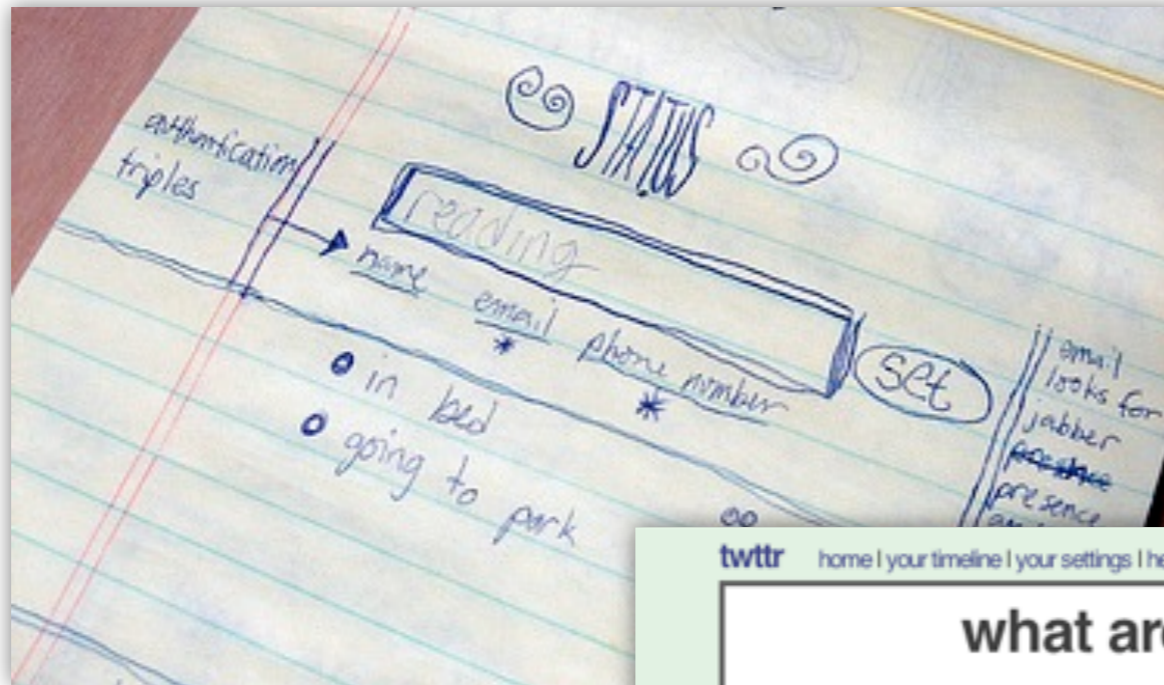 STATUS
authentication
triples
reading
name email phone number
set
in bed
going to park
email
looks for
jabber
presence
twttr home | your timeline | your settings | he
what are